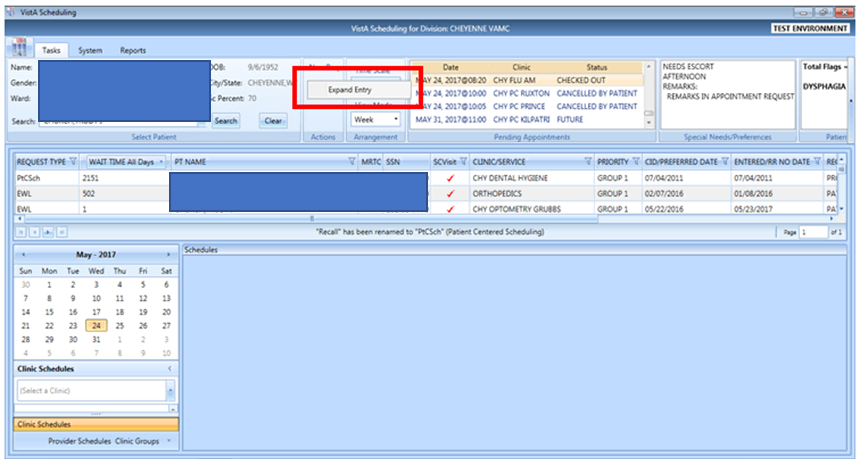 VistA Scheduling
VistA Scheduling for Division: CHEYENNE VAMC
TEST ENVIRONMENT
Tasks System Reports
Name:
Gender:
Ward:
Search:
DOB: 9/6/1952
City/State: CHEYENNE,W
Sc Percent: 70
Search Clear
Select Patient
Expand Entry
Actions
Time Scale
View Mode
Week
Arrangement
Date Clinic Status
MAY 24, 2017@08:20 CHY FLU AM CHECKED OUT
MAY 24, 2017@10:00 CHY PC RUXTON CANCELLED BY PATIENT
MAY 24, 2017@10:05 CHY PC PRINCE CANCELLED BY PATIENT
MAY 31, 2017@11:00 CHY PC KILPATRI FUTURE
Pending Appointments
NEEDS ESCORT
AFTERNOON
REMARKS:
REMARKS IN APPOINTMENT REQUEST
Special Needs/Preferences
Total Flags
DYSPHAGIA
Patien
REQUEST TYPE WAIT TIME All Days PT NAME MRTC SSN SCVisit CLINIC/SERVICE PRIORITY CID/PREFERRED DATE ENTERED/RR NO DATE REC
PtCSch 2151 ✓ CHY DENTAL HYGIENE GROUP 1 07/04/2011 07/04/2011 PR
EWL 502 ✓ ORTHOPEDICS GROUP 1 02/07/2016 01/08/2016 PA
EWL 1 ✓ CHY OPTOMETRY GRUBBS GROUP 1 05/22/2016 05/23/2017 PA
"Recall" has been renamed to "PtCSch" (Patient Centered Scheduling)
Page 1 of 1
May - 2017
Sun Mon Tue Wed Thu Fri Sat
30 1 2 3 4 5 6
7 8 9 10 11 12 13
14 15 16 17 18 19 20
21 22 23 24 25 26 27
28 29 30 31 1 2 3
4 5 6 7 8 9 10
Clinic Schedules
(Select a Clinic)
Clinic Schedules
Provider Schedules Clinic Groups
Schedules